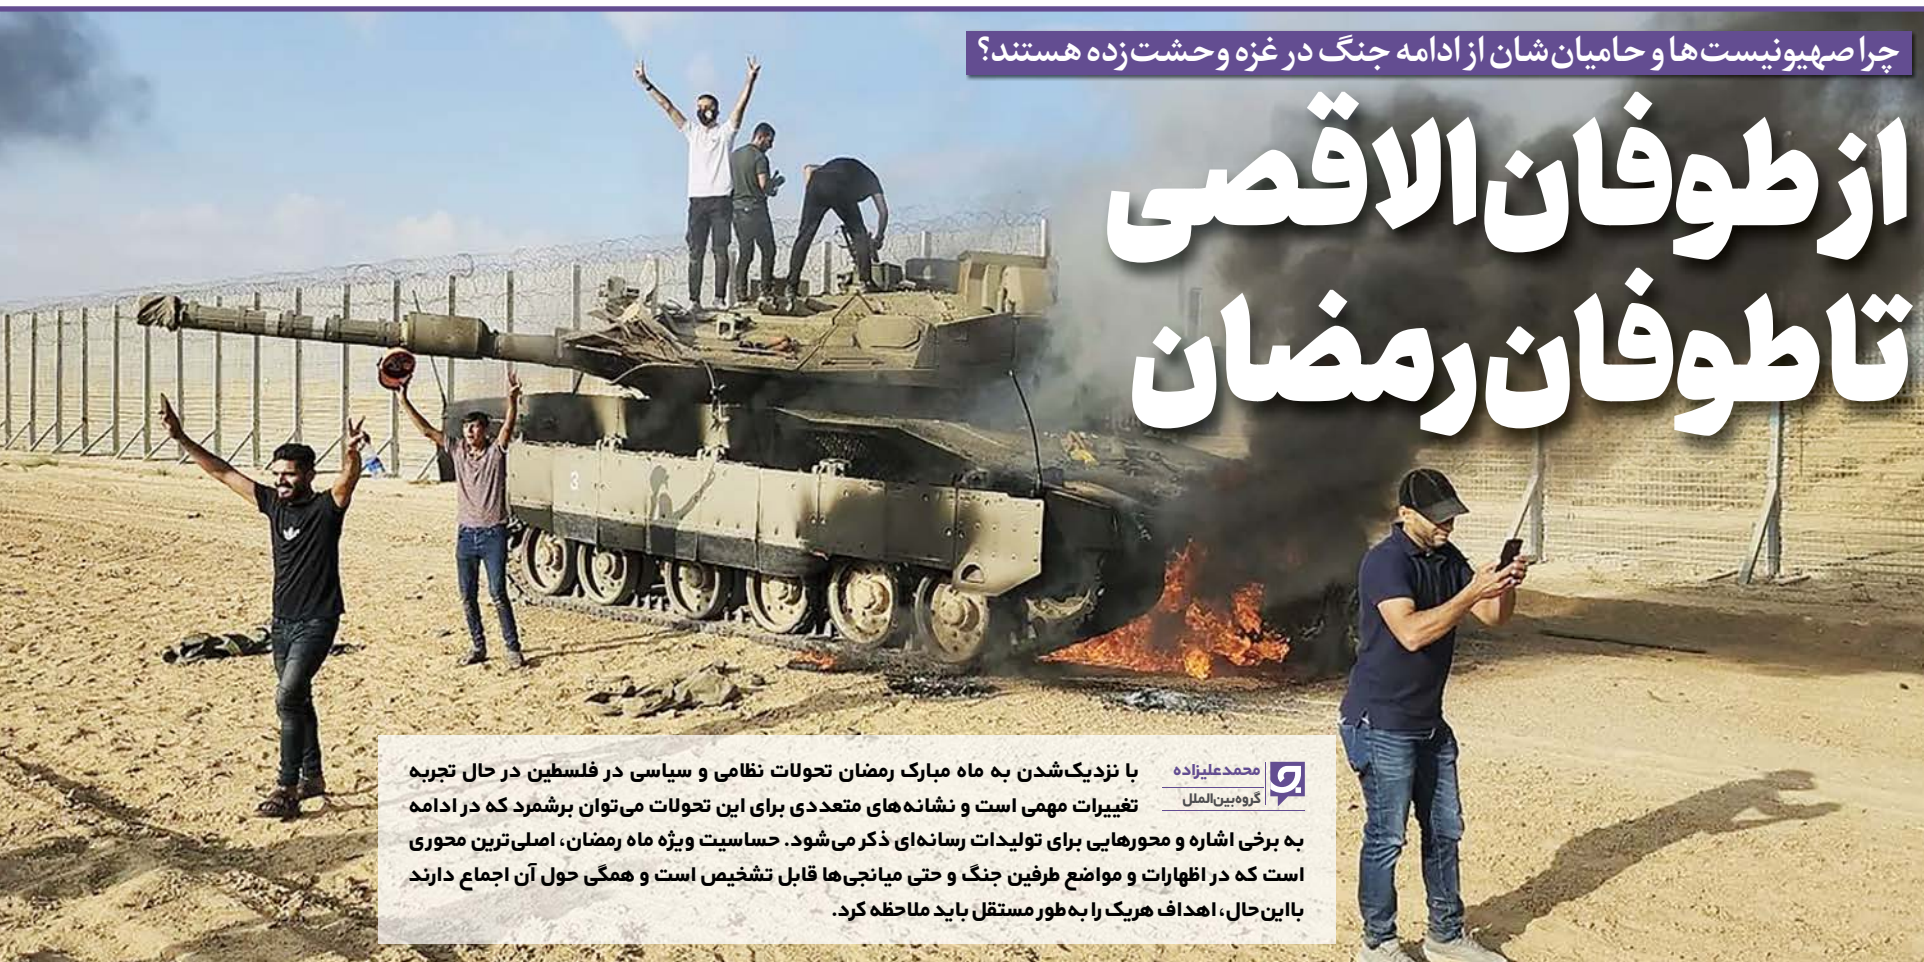 چرا صهیونیست‌ها و حامیان‌شان از ادامه جنگ در غزه وحشت‌زده هستند؟
از طوفان‌الاقصی
تا طوفان‌رمضان
محمدعلیزاده
گروه‌بین‌الملل
با نزدیک‌شدن به ماه مبارک رمضان تحولات نظامی و سیاسی در فلسطین در حال تجربه
تغییرات مهمی است و نشانه‌های متعددی برای این تحولات می‌توان برشمرد که در ادامه
به برخی اشاره و محورهایی برای تولیدات رسانه‌ای ذکر می‌شود. حساسیت ویژه ماه رمضان، اصلی‌ترین محوری
است که در اظهارات و مواضع طرفین جنگ و حتی میانجی‌ها قابل تشخیص است و همگی حول آن اجماع دارند
بااین‌حال، اهداف هریک را به‌طور مستقل باید ملاحظه کرد.
3